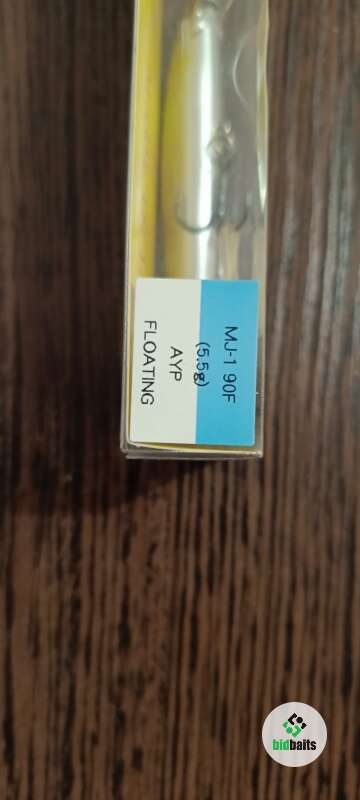 MJ-1 90F
(5.5g)
AYP
FLOATING
bidbaits